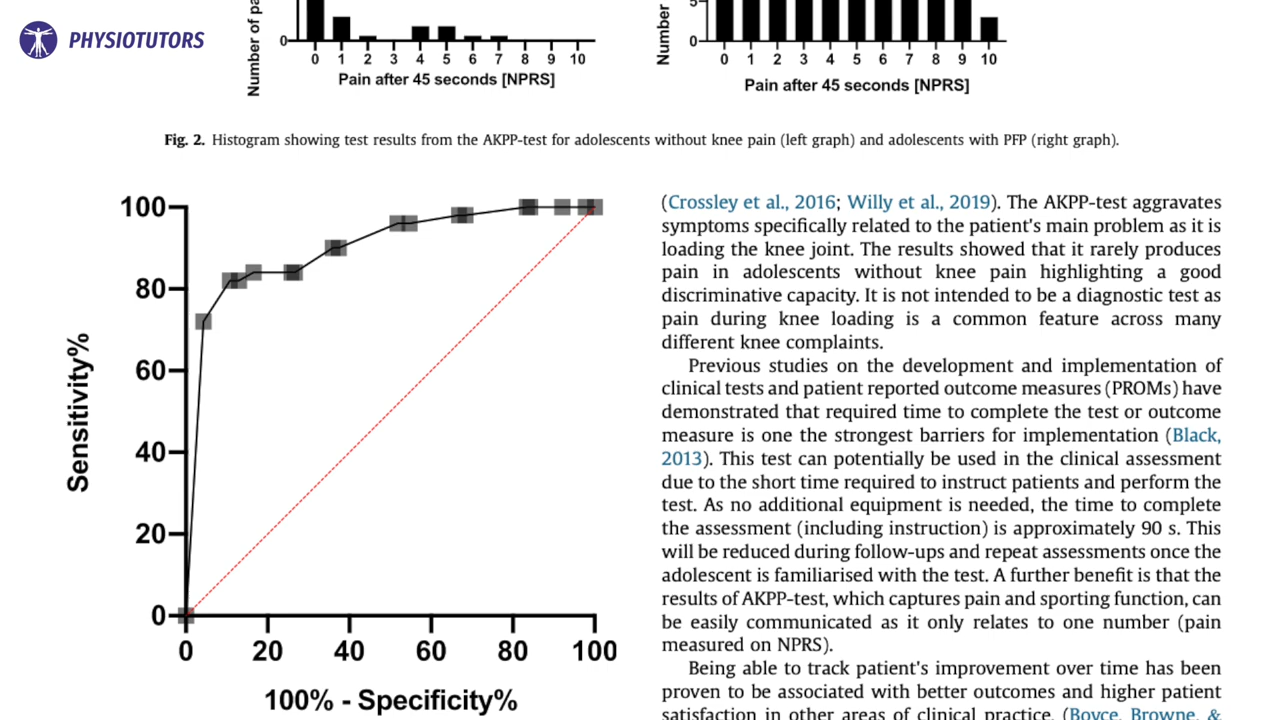 PHYSIOTUTORS
Number of pa
0
0 1 2 3 4 5 6 7 8 9 10
Pain after 45 seconds [NPRS]
Number
5
0
0 1 2 3 4 5 6 7 8 9 10
Pain after 45 seconds [NPRS]
Fig. 2. Histogram showing test results from the AKPP-test for adolescents without knee pain (left graph) and adolescents with PFP (right graph).
Sensitivity%
100
80
60
40
20
0
0 20 40 60 80 100
100% - Specificity%
(Crossley et al., 2016; Willy et al., 2019). The AKPP-test aggravates
symptoms specifically related to the patient's main problem as it is
loading the knee joint. The results showed that it rarely produces
pain in adolescents without knee pain highlighting a good
discriminative capacity. It is not intended to be a diagnostic test as
pain during knee loading is a common feature across many
different knee complaints.
Previous studies on the development and implementation of
clinical tests and patient reported outcome measures (PROMs) have
demonstrated that required time to complete the test or outcome
measure is one the strongest barriers for implementation (Black,
2013). This test can potentially be used in the clinical assessment
due to the short time required to instruct patients and perform the
test. As no additional equipment is needed, the time to complete
the assessment (including instruction) is approximately 90 s. This
will be reduced during follow-ups and repeat assessments once the
adolescent is familiarised with the test. A further benefit is that the
results of AKPP-test, which captures pain and sporting function, can
be easily communicated as it only relates to one number (pain
measured on NPRS).
Being able to track patient's improvement over time has been
proven to be associated with better outcomes and higher patient
satisfaction in other areas of clinical practice. (Boyce, Browne, &